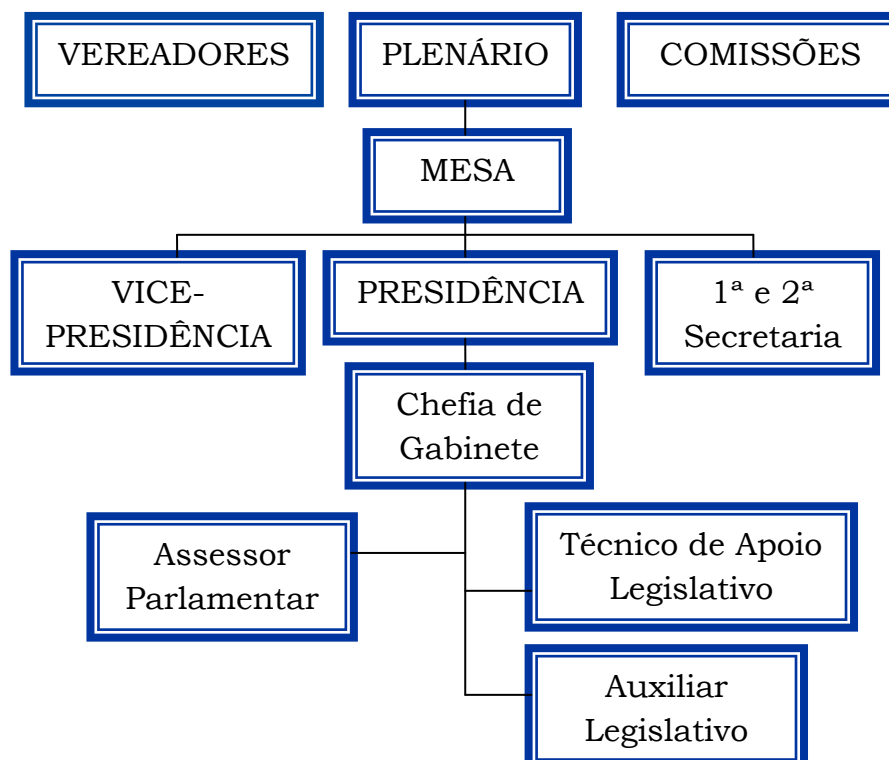 VEREADORES
PLENÁRIO
COMISSÕES
MESA
VICE-
PRESIDÊNCIA
PRESIDÊNCIA
1ª e 2ª
Secretaria
Chefia de
Gabinete
Assessor
Parlamentar
Técnico de Apoio
Legislativo
Auxiliar
Legislativo